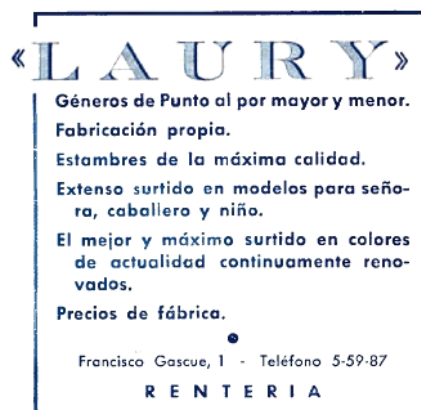 «LAURY»
Géneros de Punto al por mayor y menor.
Fabricación propia.
Estambres de la máxima calidad.
Extenso surtido en modelos para seño-
ra, caballero y niño.
El mejor y máximo surtido en colores
de actualidad continuamente reno-
vados.
Precios de fábrica.
Francisco Gascue, 1 - Teléfono 5-59-87
RENTERIA